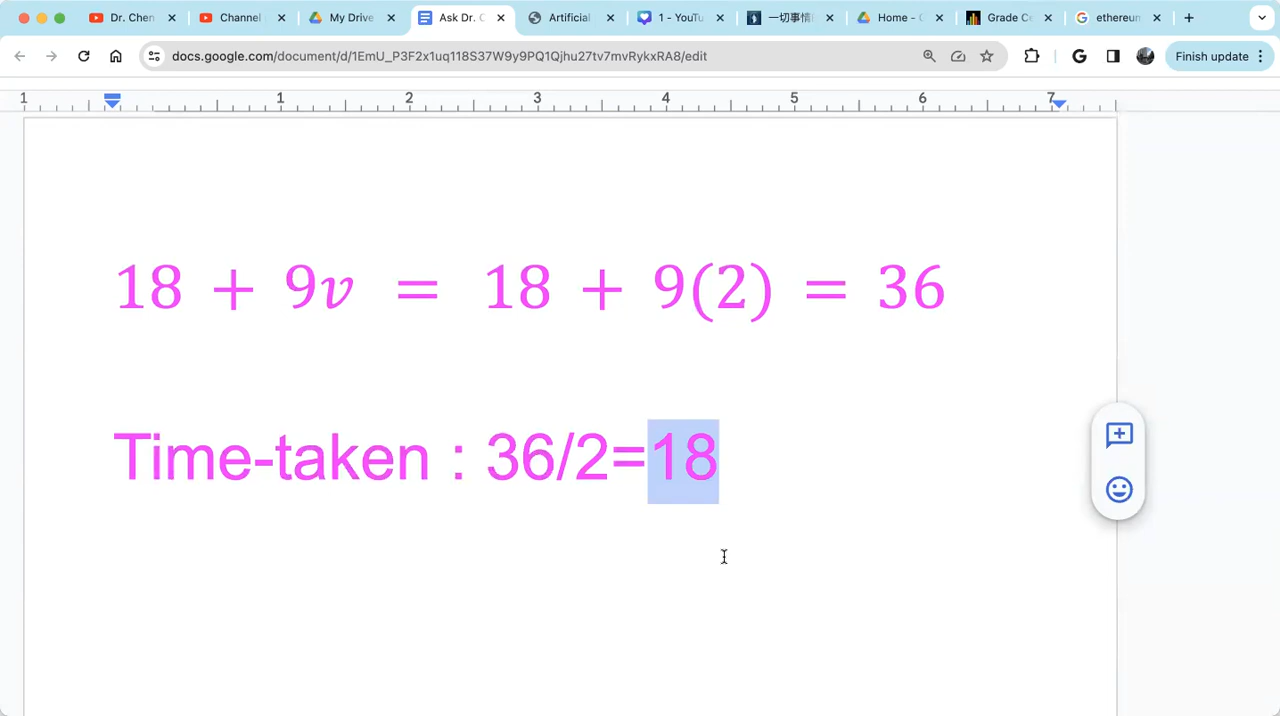 Dr. Chen
Channel
My Drive
Ask Dr. C
Artificial
1 - YouTu
一切事情
Home - G
Grade Ce
ethereun
docs.google.com/document/d/1EmU_P3F2x1uq118S37W9y9PQ1Qjhu27tv7mvRykxRA8/edit
Finish update
1 1 2 3 4 5 6 7
18 + 9v = 18 + 9(2) = 36
Time-taken : 36/2=18